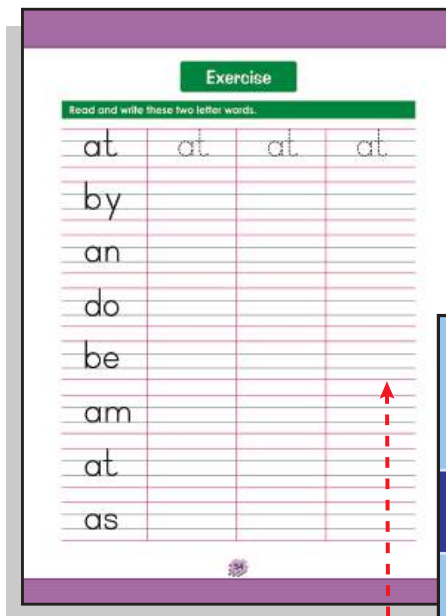 Exercise
Read and write these two letter words.
at at at at
by
an
do
be
am
at
as
54